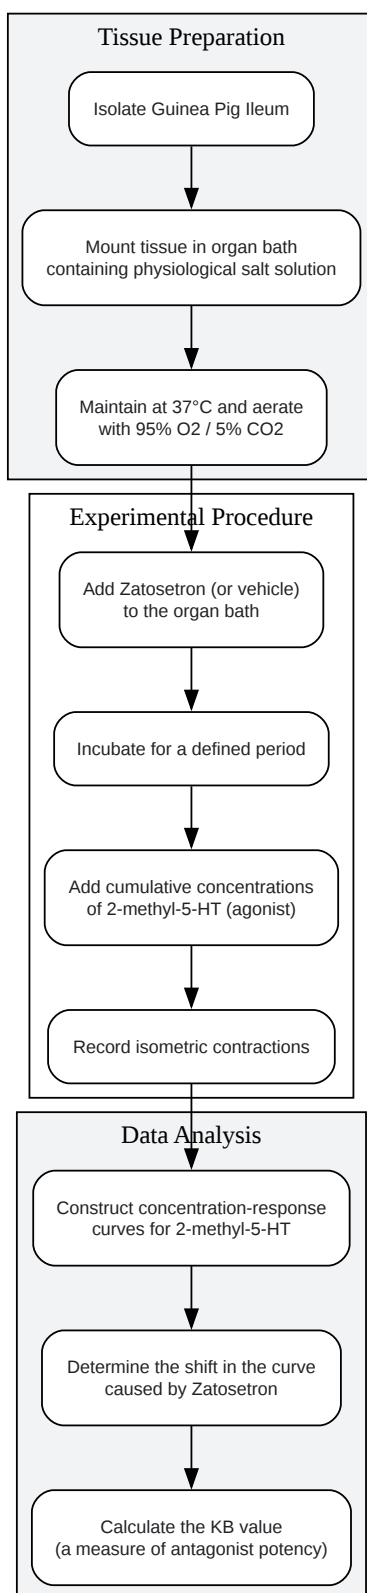 Tissue Preparation
Isolate Guinea Pig Ileum
Mount tissue in organ bath
containing physiological salt solution
Maintain at 37°C and aerate
with 95% O2 / 5% CO2
Experimental Procedure
Add Zatosetron (or vehicle)
to the organ bath
Incubate for a defined period
Add cumulative concentrations
of 2-methyl-5-HT (agonist)
Record isometric contractions
Data Analysis
Construct concentration-response
curves for 2-methyl-5-HT
Determine the shift in the curve
caused by Zatosetron
Calculate the KB value
(a measure of antagonist potency)